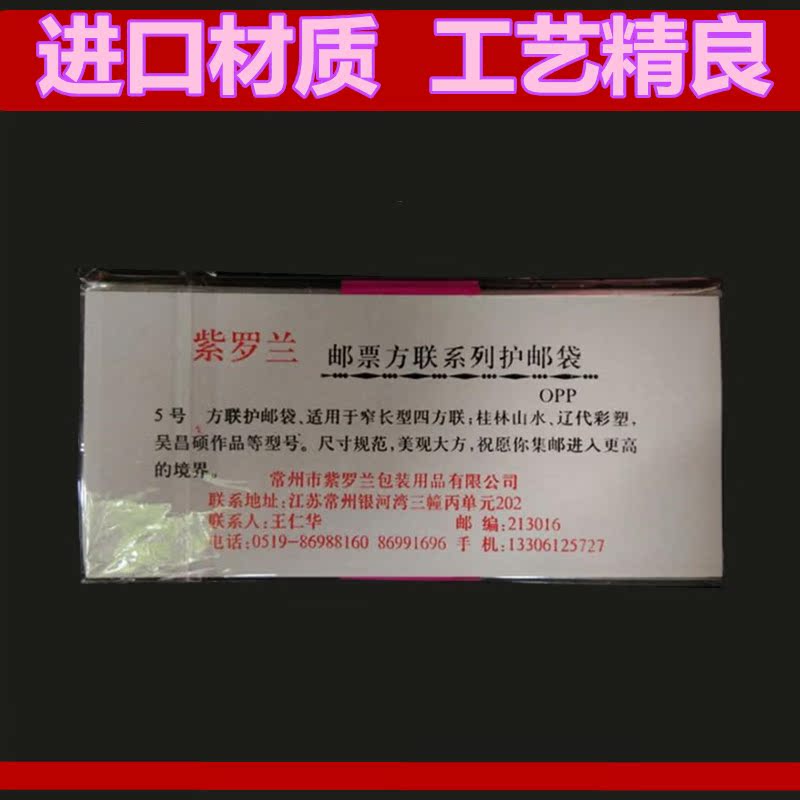 进口材质 工艺精良
紫罗兰 邮票方联系列护邮袋
OPP
5号 方联护邮袋、适用于窄长型四方联;桂林山水、辽代彩塑,
吴昌硕作品等型号。尺寸规范,美观大方,祝愿你集邮进入更高
的境界。
常州市紫罗兰包装用品有限公司
联系地址:江苏常州银河湾三幢丙单元202
联系人:王仁华 邮 编:213016
电话:0519-86988160 86991696 手 机:13306125727